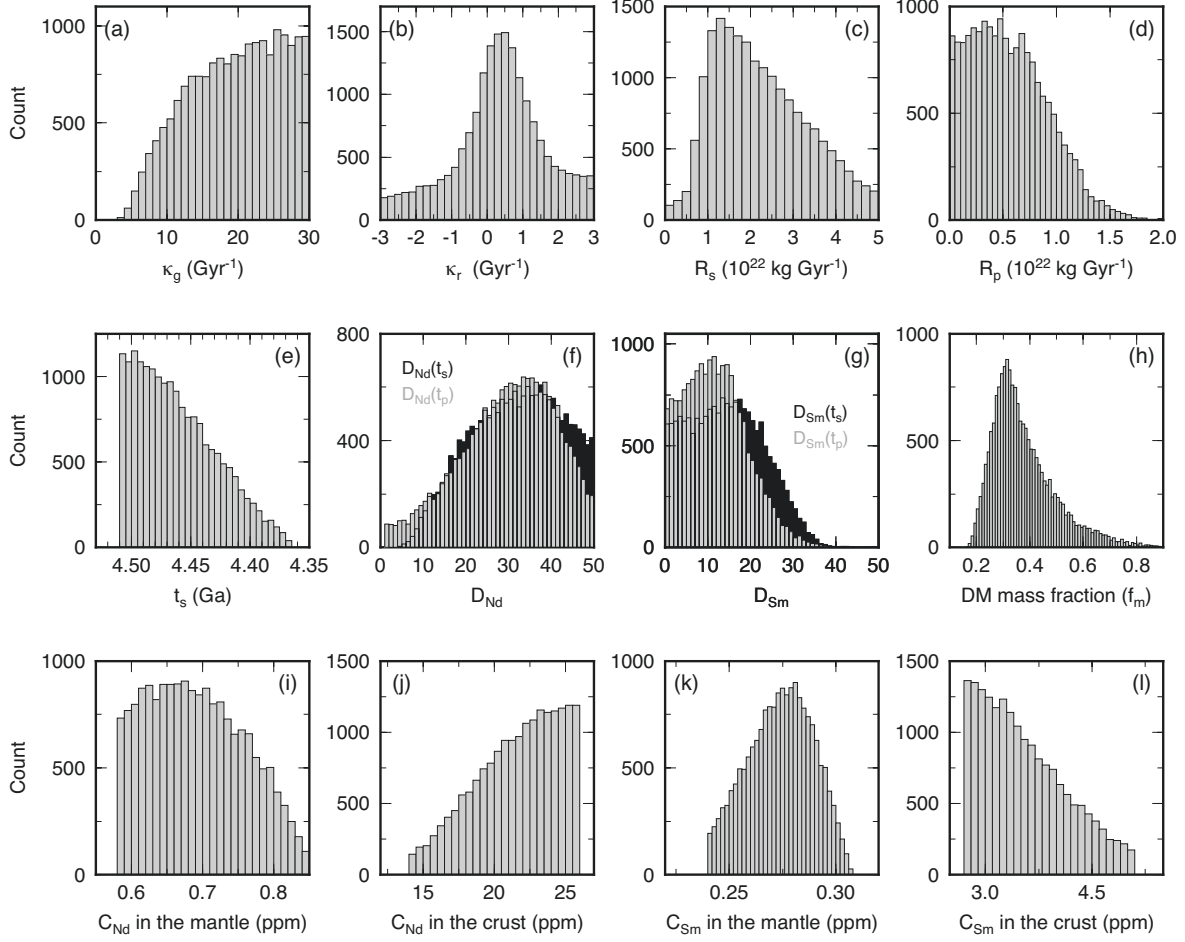 (a)
1000
500
0
Count
0 10 20 30
κg (Gyr-1)
(b)
1500
1000
500
250
0
-3 -2 -1 0 1 2 3
κr (Gyr-1)
(c)
1500
1000
500
0
0 1 2 3 4 5
Rs (10²² kg Gyr-1)
(d)
1000
500
0
0.0 0.5 1.0 1.5 2.0
Rp (10²² kg Gyr-1)
(e)
1000
500
0
Count
4.50 4.45 4.40 4.35
ts (Ga)
(f)
DNd(ts)
DNd(tp)
800
400
0
0 10 20 30 40 50
DNd
(g)
DSm(ts)
DSm(tp)
1000
750
500
250
0
0 10 20 30 40 50
DSm
(h)
1000
500
0
0.2 0.4 0.6 0.8
DM mass fraction (fm)
(i)
1000
500
0
Count
0.6 0.7 0.8
CNd in the mantle (ppm)
(j)
1500
1000
500
0
15 20 25
CNd in the crust (ppm)
(k)
1000
500
0
0.25 0.30
CSm in the mantle (ppm)
(l)
1500
1000
500
0
3.0 4.5
CSm in the crust (ppm)